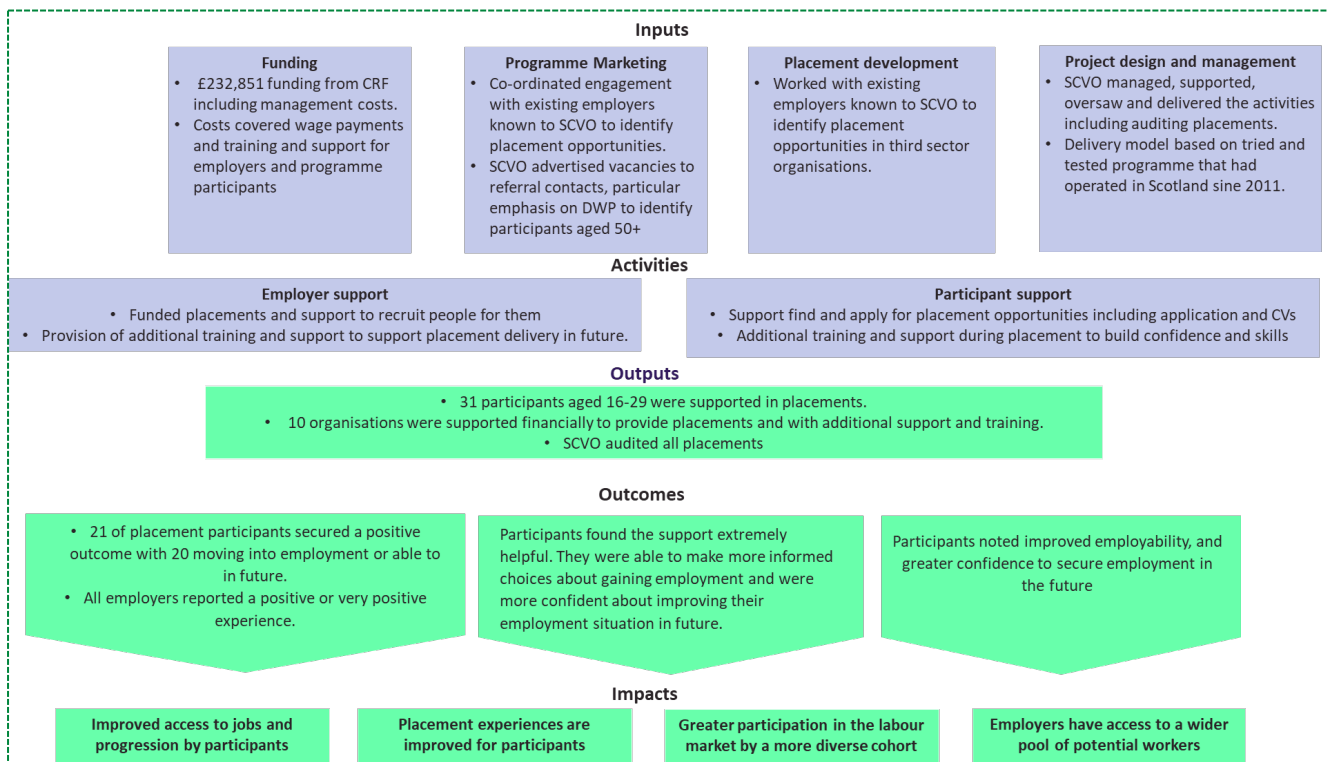 Inputs
Funding
• £232,851 funding from CRF
including management costs.
• Costs covered wage payments
and training and support for
employers and programme
participants
Programme Marketing
• Co-ordinated engagement
with existing employers
known to SCVO to identify
placement opportunities.
• SCVO advertised vacancies to
referral contacts, particular
emphasis on DWP to identify
participants aged 50+
Placement development
• Worked with existing
employers known to SCVO to
identify placement
opportunities in third sector
organisations.
Project design and management
• SCVO managed, supported,
oversaw and delivered the activities
including auditing placements.
• Delivery model based on tried and
tested programme that had
operated in Scotland sine 2011.
Activities
Employer support
• Funded placements and support to recruit people for them
• Provision of additional training and support to support placement delivery in future.
Participant support
• Support find and apply for placement opportunities including application and CVs
• Additional training and support during placement to build confidence and skills
Outputs
• 31 participants aged 16-29 were supported in placements.
• 10 organisations were supported financially to provide placements and with additional support and training.
• SCVO audited all placements
Outcomes
• 21 of placement participants secured a positive
outcome with 20 moving into employment or able to
in future.
• All employers reported a positive or very positive
experience.
Participants found the support extremely
helpful. They were able to make more informed
choices about gaining employment and were
more confident about improving their
employment situation in future.
Participants noted improved employability, and
greater confidence to secure employment in
the future
Impacts
Improved access to jobs and
progression by participants
Placement experiences are
improved for participants
Greater participation in the labour
market by a more diverse cohort
Employers have access to a wider
pool of potential workers